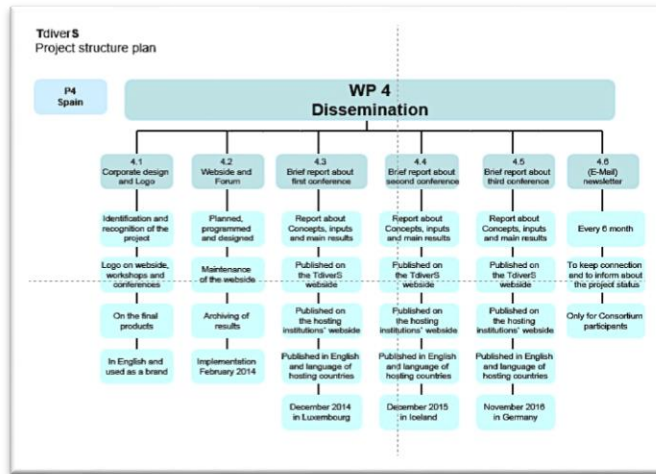 TdiverS
Project structure plan
P4
Spain
WP 4
Dissemination
4.1
Corporate design
and Logo
Identification and
recognition of the
project
Logo on webside,
workshops and
conferences
On the final
products
In English and
used as a brand
4.2
Webside and
Forum
Planned,
programmed
and designed
Maintenance
of the webside
Archiving of
results
Implementation
February 2014
4.3
Brief report about
first conference
Report about
Concepts, inputs
and main results
Published on
the TdiverS
webside
Published on
the hosting
institutions' webside
Published in English
and language of
hosting countries
December 2014
in Luxembourg
4.4
Brief report about
second conference
Report about
Concepts, inputs
and main results
Published on
the TdiverS
webside
Published on
the hosting
institutions' webside
Published in English
and language of
hosting countries
December 2015
in Iceland
4.5
Brief report about
third conference
Report about
Concepts, inputs
and main results
Published on
the TdiverS
webside
Published on
the hosting
institutions' webside
Published in English
and language of
hosting countries
November 2016
in Germany
4.6
(E-Mail)
newsletter
Every 6 month
To keep connection
and to inform about
the project status
Only for Consortium
participants